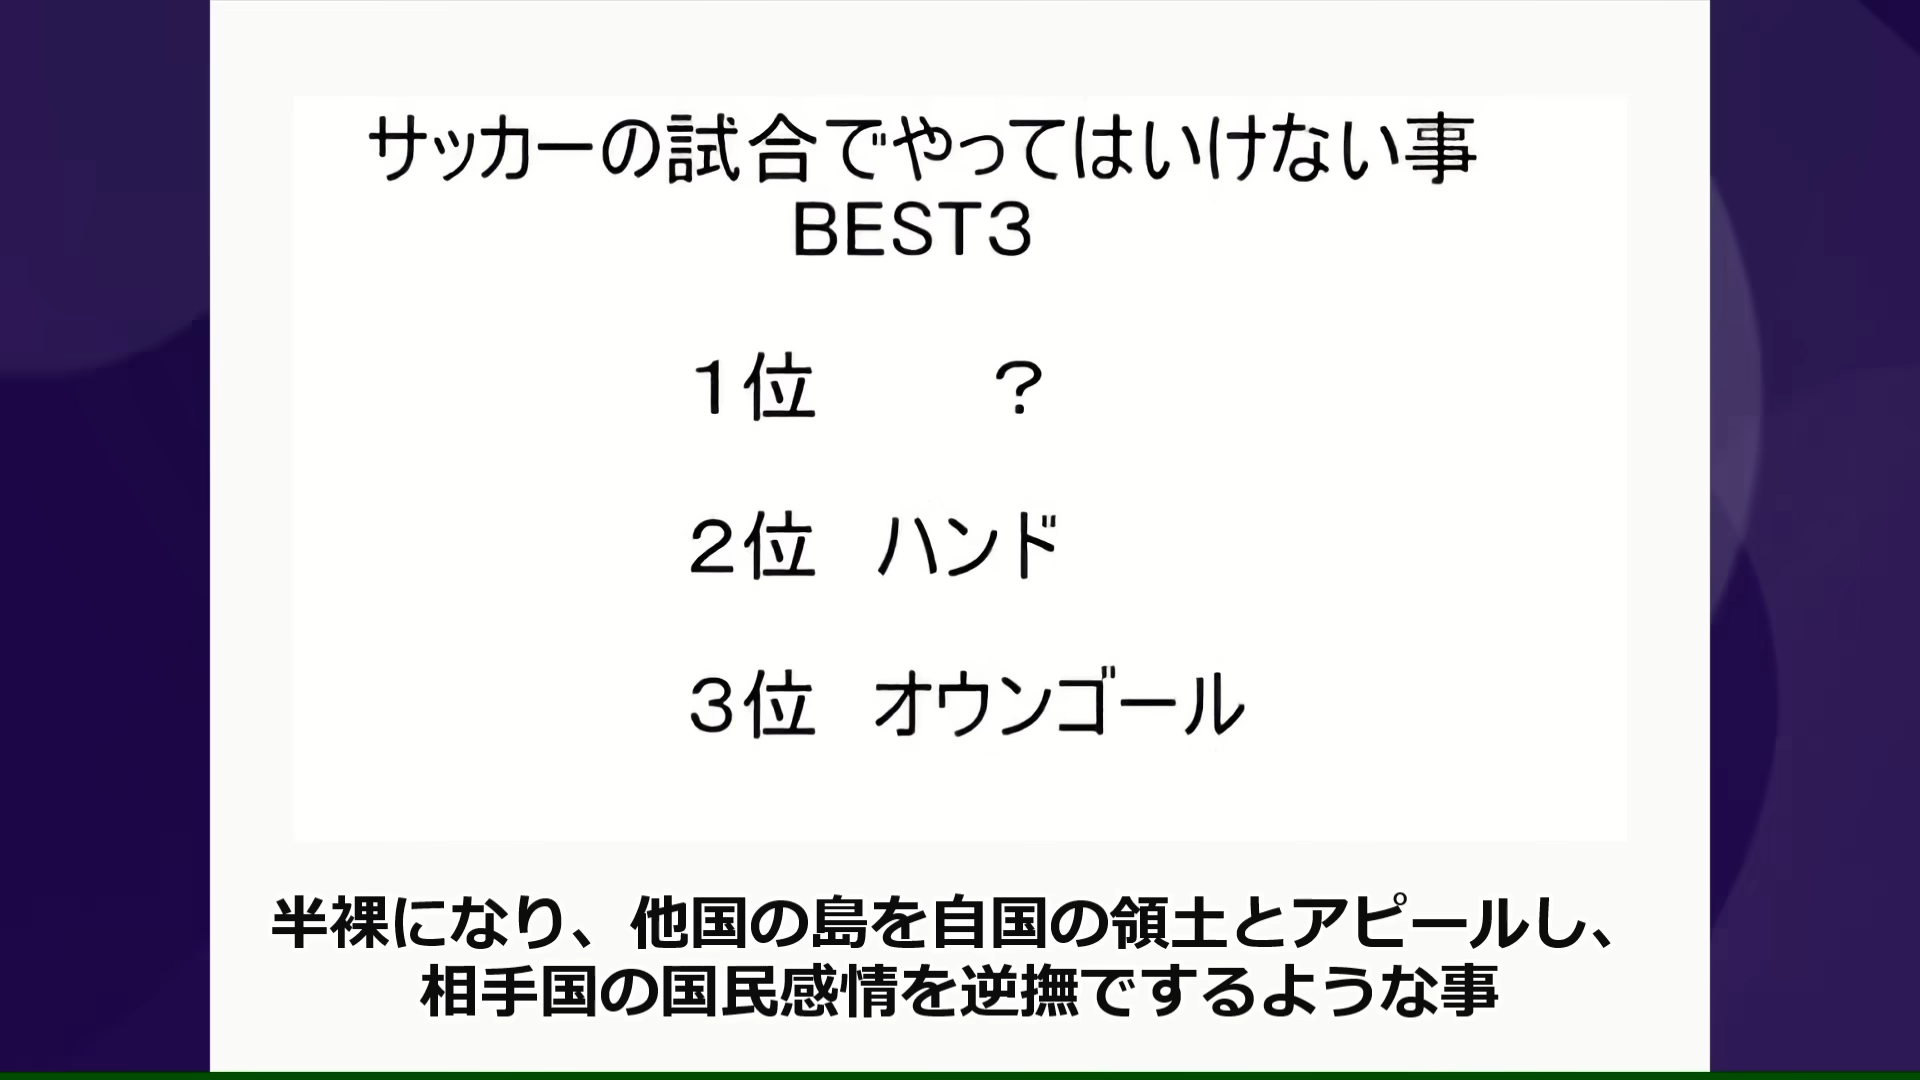 サッカーの試合でやってはいけない事
BEST3
1位　？
2位　ハンド
3位　オウンゴール
半裸になり、他国の島を自国の領土とアピールし、
相手国の国民感情を逆撫でするような事